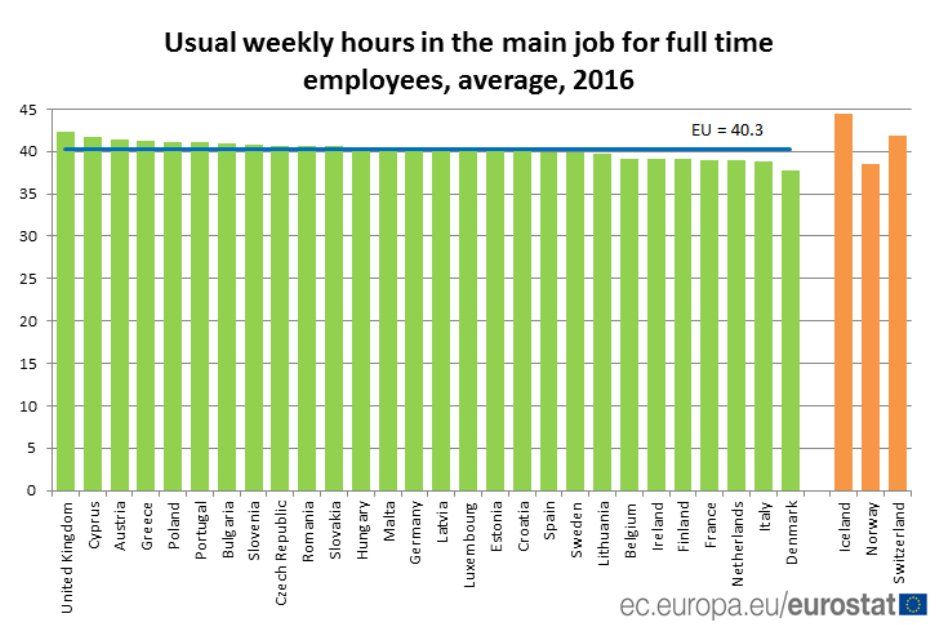 Usual weekly hours in the main job for full time
employees, average, 2016
45
40
35
30
25
20
15
10
5
0
EU = 40.3
United Kingdom
Cyprus
Austria
Greece
Poland
Portugal
Bulgaria
Slovenia
Czech Republic
Romania
Slovakia
Hungary
Malta
Germany
Latvia
Luxembourg
Estonia
Croatia
Spain
Sweden
Lithuania
Belgium
Ireland
Finland
France
Netherlands
Italy
Denmark
Iceland
Norway
Switzerland
ec.europa.eu/eurostat